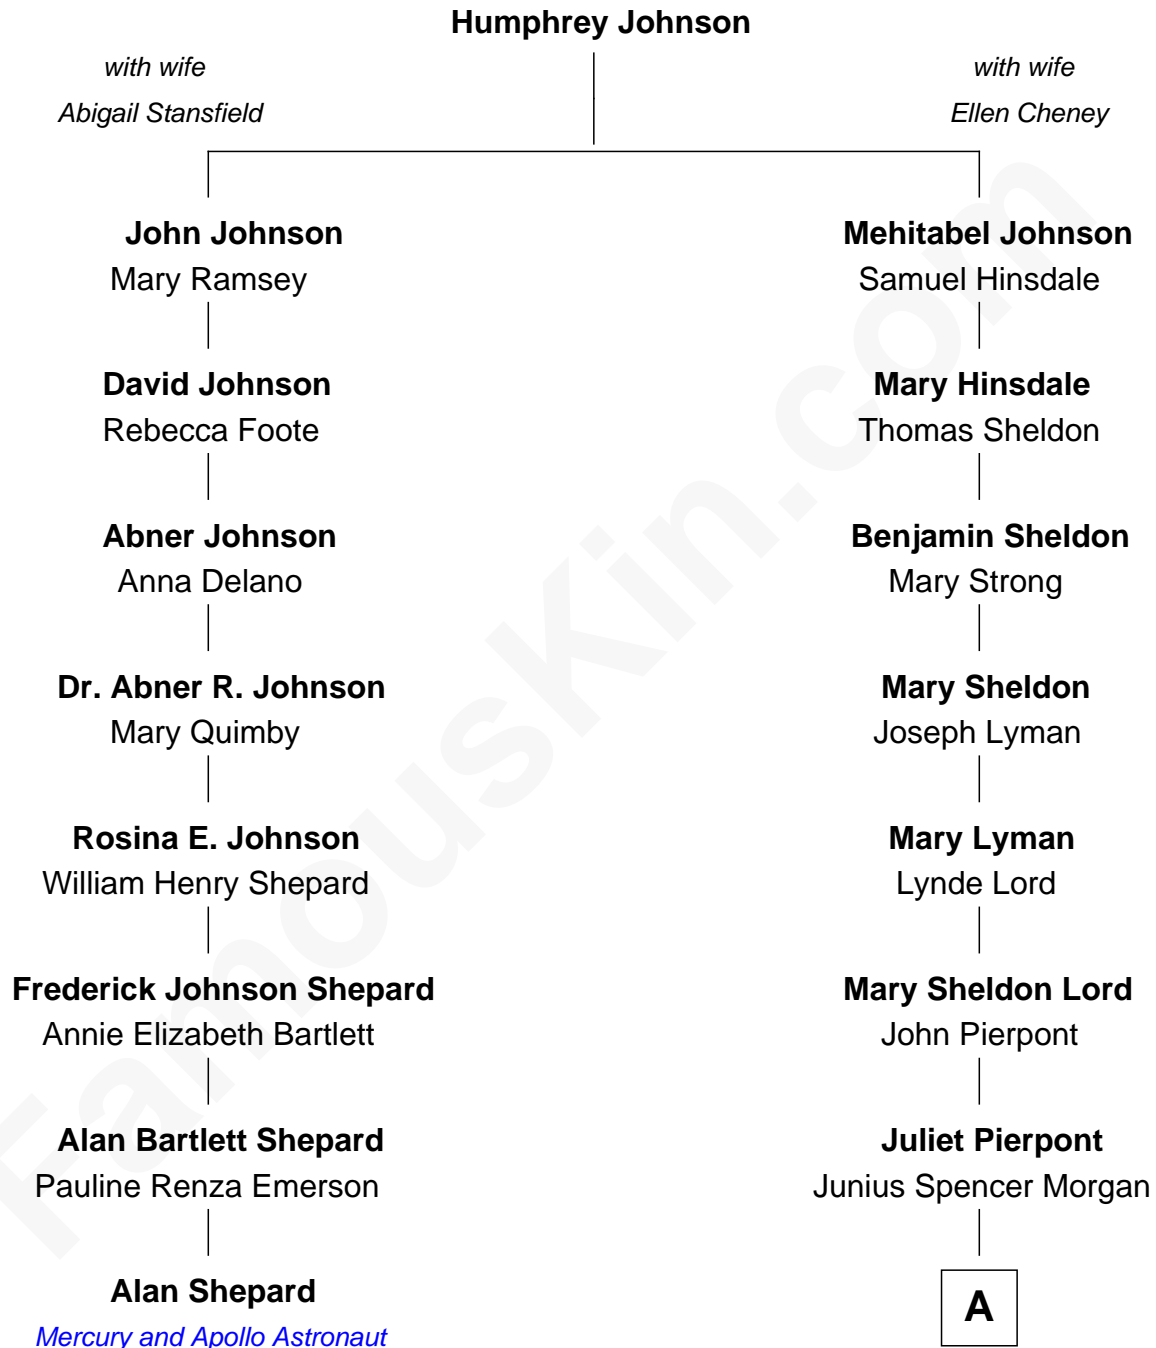 Humphrey Johnson
with wife
Abigail Stansfield
with wife
Ellen Cheney
John Johnson
Mary Ramsey
Mehitabel Johnson
Samuel Hinsdale
David Johnson
Rebecca Foote
Mary Hinsdale
Thomas Sheldon
Abner Johnson
Anna Delano
Benjamin Sheldon
Mary Strong
Dr. Abner R. Johnson
Mary Quimby
Mary Sheldon
Joseph Lyman
Rosina E. Johnson
William Henry Shepard
Mary Lyman
Lynde Lord
Frederick Johnson Shepard
Annie Elizabeth Bartlett
Mary Sheldon Lord
John Pierpont
Alan Bartlett Shepard
Pauline Renza Emerson
Juliet Pierpont
Junius Spencer Morgan
Alan Shepard
Mercury and Apollo Astronaut
A
FamousKin.com